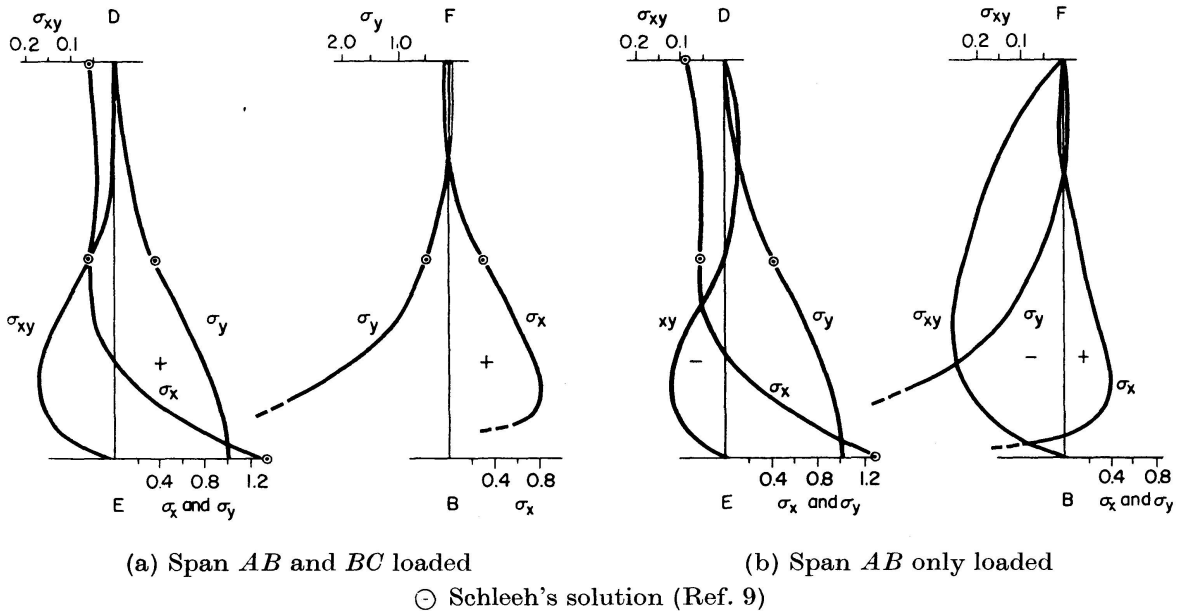 σxy D σy F σxy D σxy F
0.2 0.1 2.0 1.0 0.2 0.1 0.2 0.1
σxy σy σy σx xy σy σxy σy
+ + − − +
σx σx σx
0.4 0.8 1.2 0.4 0.8 0.4 0.8 1.2 0.4 0.8
E σx and σy B σx E σx and σy B σx and σy
(a) Span AB and BC loaded
(b) Span AB only loaded
⊙ Schleeh's solution (Ref. 9)